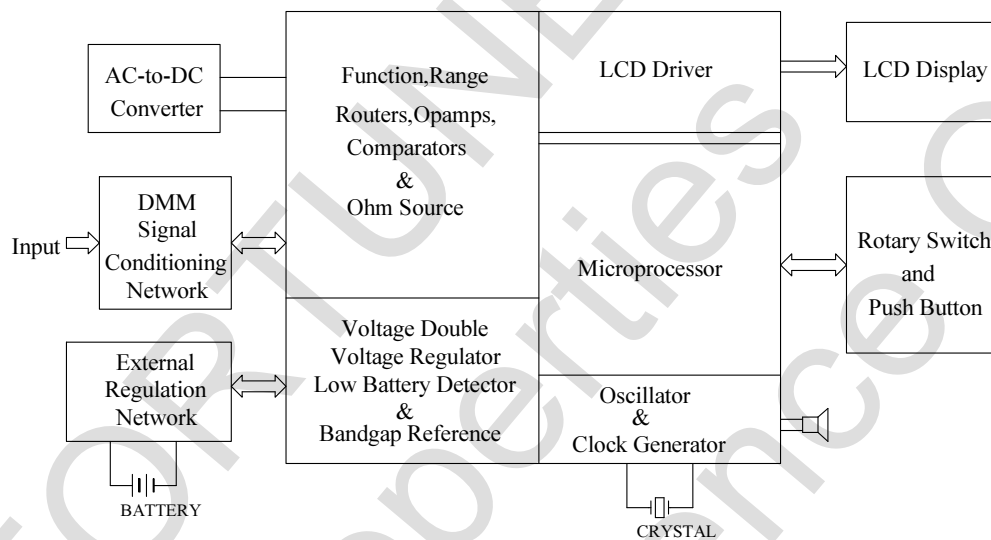 AC-to-DC
Converter
Function,Range
Routers,Opamps,
Comparators
&
Ohm Source
LCD Driver
LCD Display
Input
DMM
Signal
Conditioning
Network
Microprocessor
Rotary Switch
and
Push Button
External
Regulation
Network
Voltage Double
Voltage Regulator
Low Battery Detector
&
Bandgap Reference
Oscillator
&
Clock Generator
BATTERY
CRYSTAL
FORTUNE
Properties